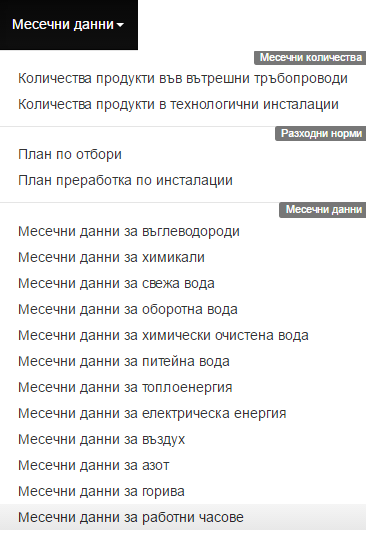 Месечни данни
Месечни количества
Количества продукти във вътрешни тръбопроводи
Количества продукти в технологични инсталации
Разходни норми
План по отбори
План преработка по инсталации
Месечни данни
Месечни данни за въглеводороди
Месечни данни за химикали
Месечни данни за свежа вода
Месечни данни за оборотна вода
Месечни данни за химически очистена вода
Месечни данни за питейна вода
Месечни данни за топлоенергия
Месечни данни за електрическа енергия
Месечни данни за въздух
Месечни данни за азот
Месечни данни за горива
Месечни данни за работни часове